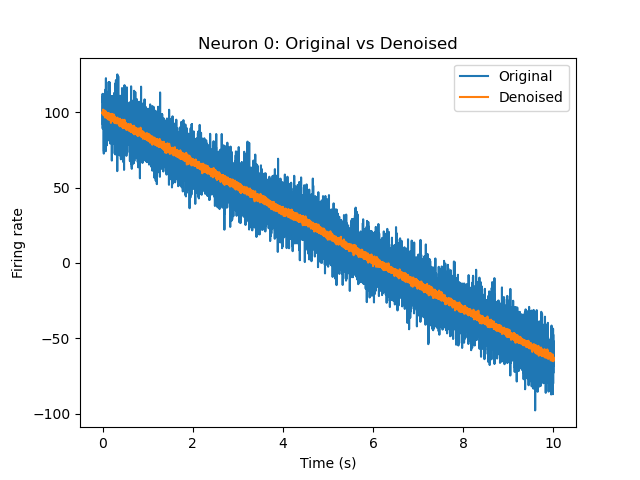 Neuron 0: Original vs Denoised
Original
Denoised
100
50
0
−50
−100
Firing rate
0 2 4 6 8 10
Time (s)